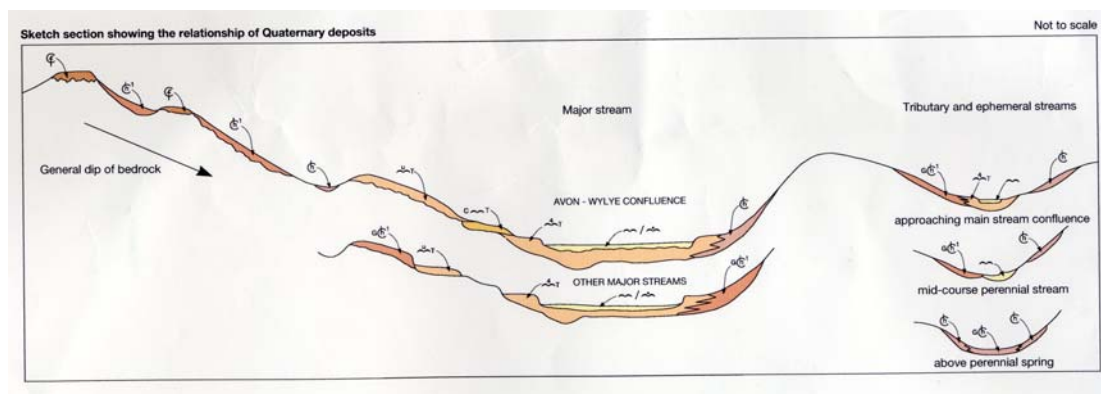 Sketch section showing the relationship of Quaternary deposits
Not to scale
Major stream
Tributary and ephemeral streams
General dip of bedrock
AVON - WYLYE CONFLUENCE
approaching main stream confluence
OTHER MAJOR STREAMS
mid-course perennial stream
above perennial spring